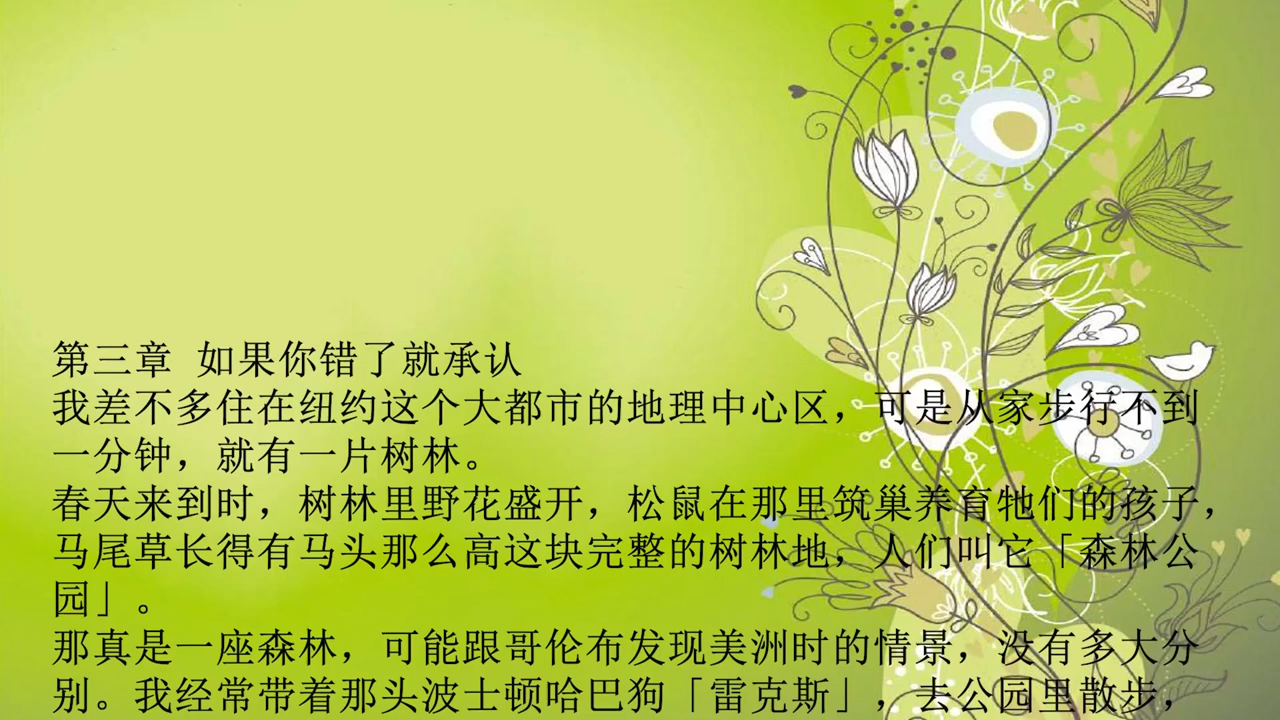 第三章 如果你错了就承认
我差不多住在纽约这个大都市的地理中心区，可是从家步行不到
一分钟，就有一片树林。
春天来到时，树林里野花盛开，松鼠在那里筑巢养育牠们的孩子，
马尾草长得有马头那么高这块完整的树林地，人们叫它「森林公
园」。
那真是一座森林，可能跟哥伦布发现美洲时的情景，没有多大分
别。我经常带着那头波士顿哈巴狗「雷克斯」，去公园里散步，